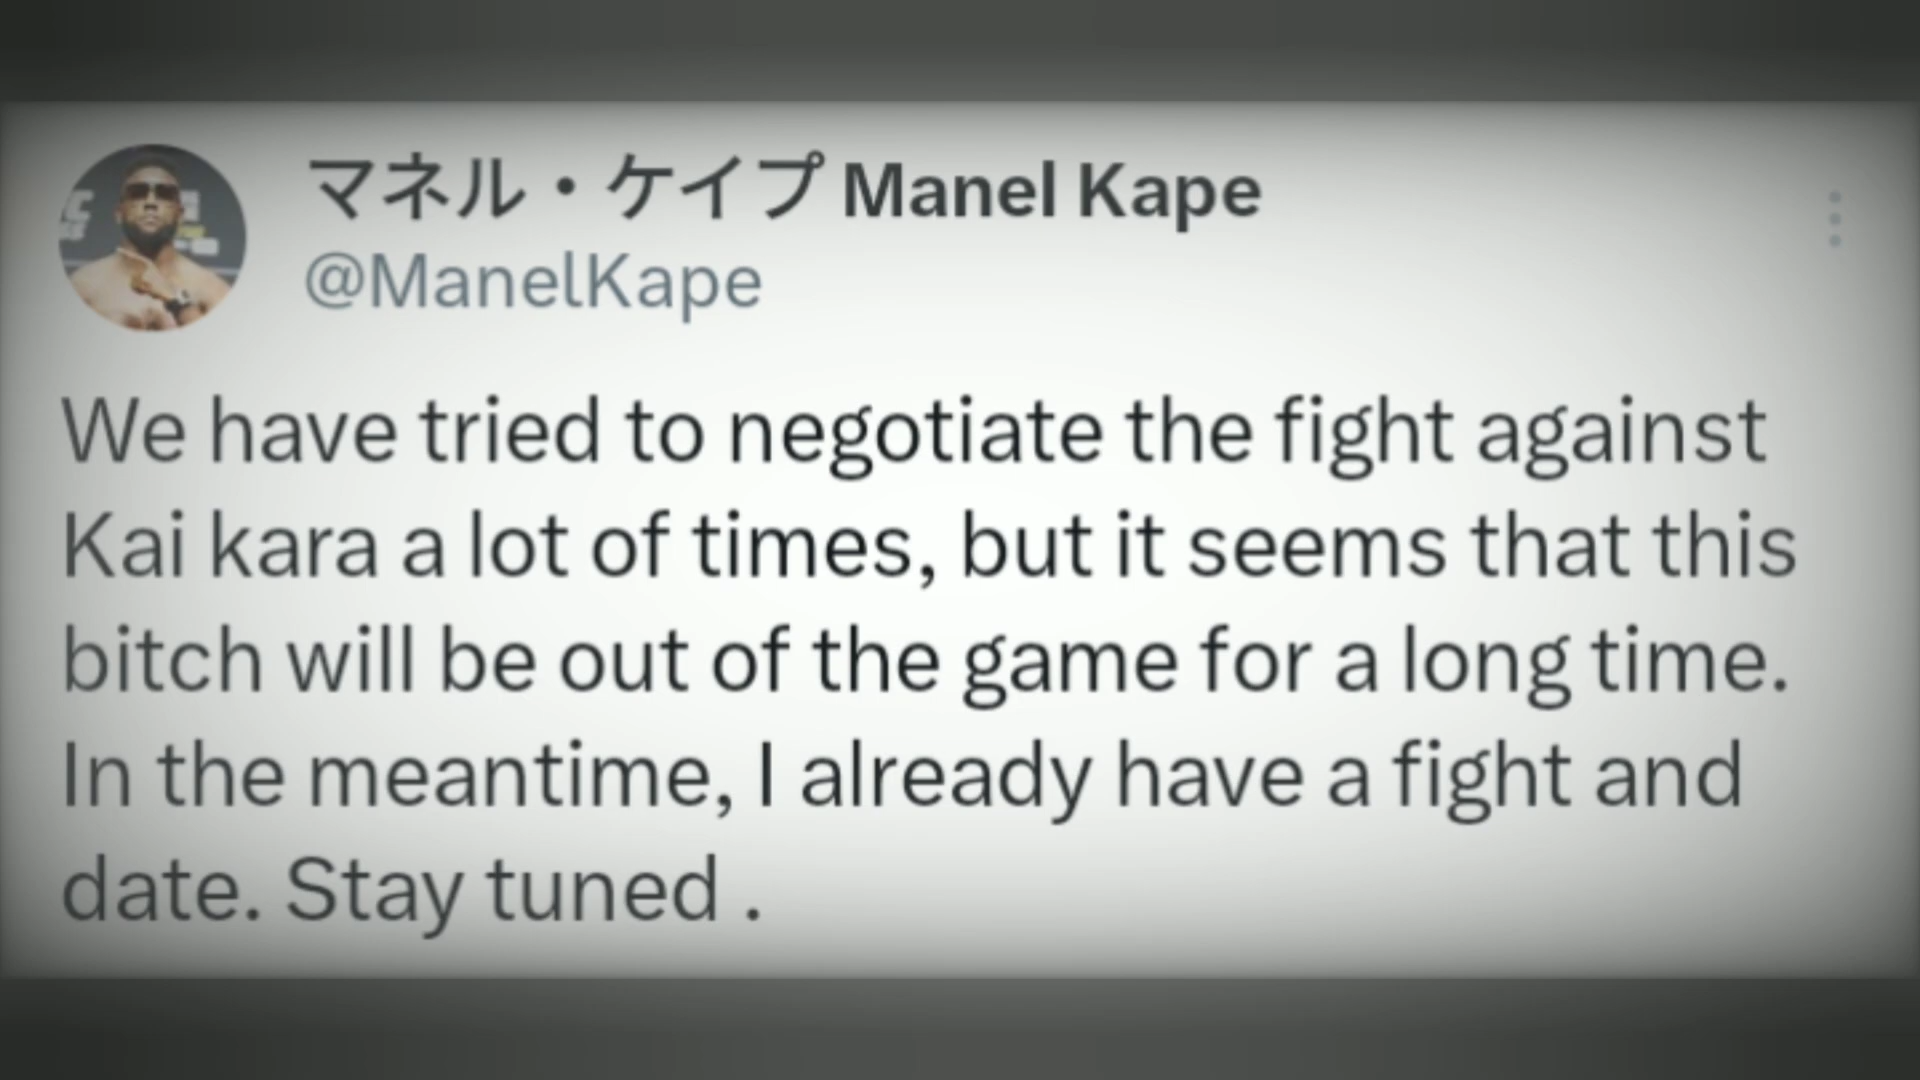 マネル・ケイプ Manel Kape
@ManelKape
We have tried to negotiate the fight against
Kai kara a lot of times, but it seems that this
bitch will be out of the game for a long time.
In the meantime, I already have a fight and
date. Stay tuned .